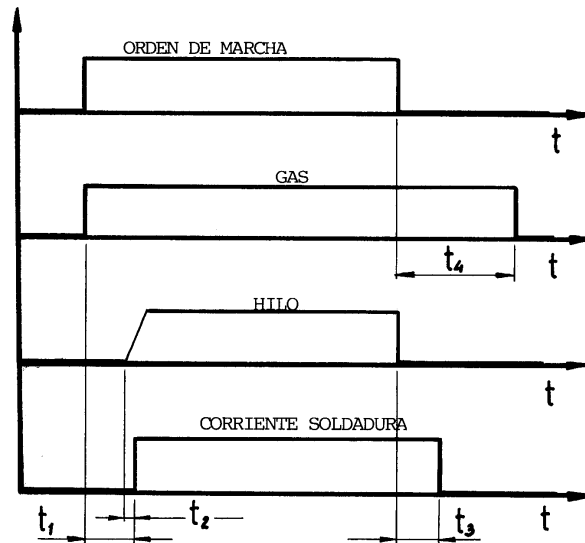 ORDEN DE MARCHA
t
GAS
t
t4
HILO
t
CORRIENTE SOLDADURA
t
t1
t2
t3